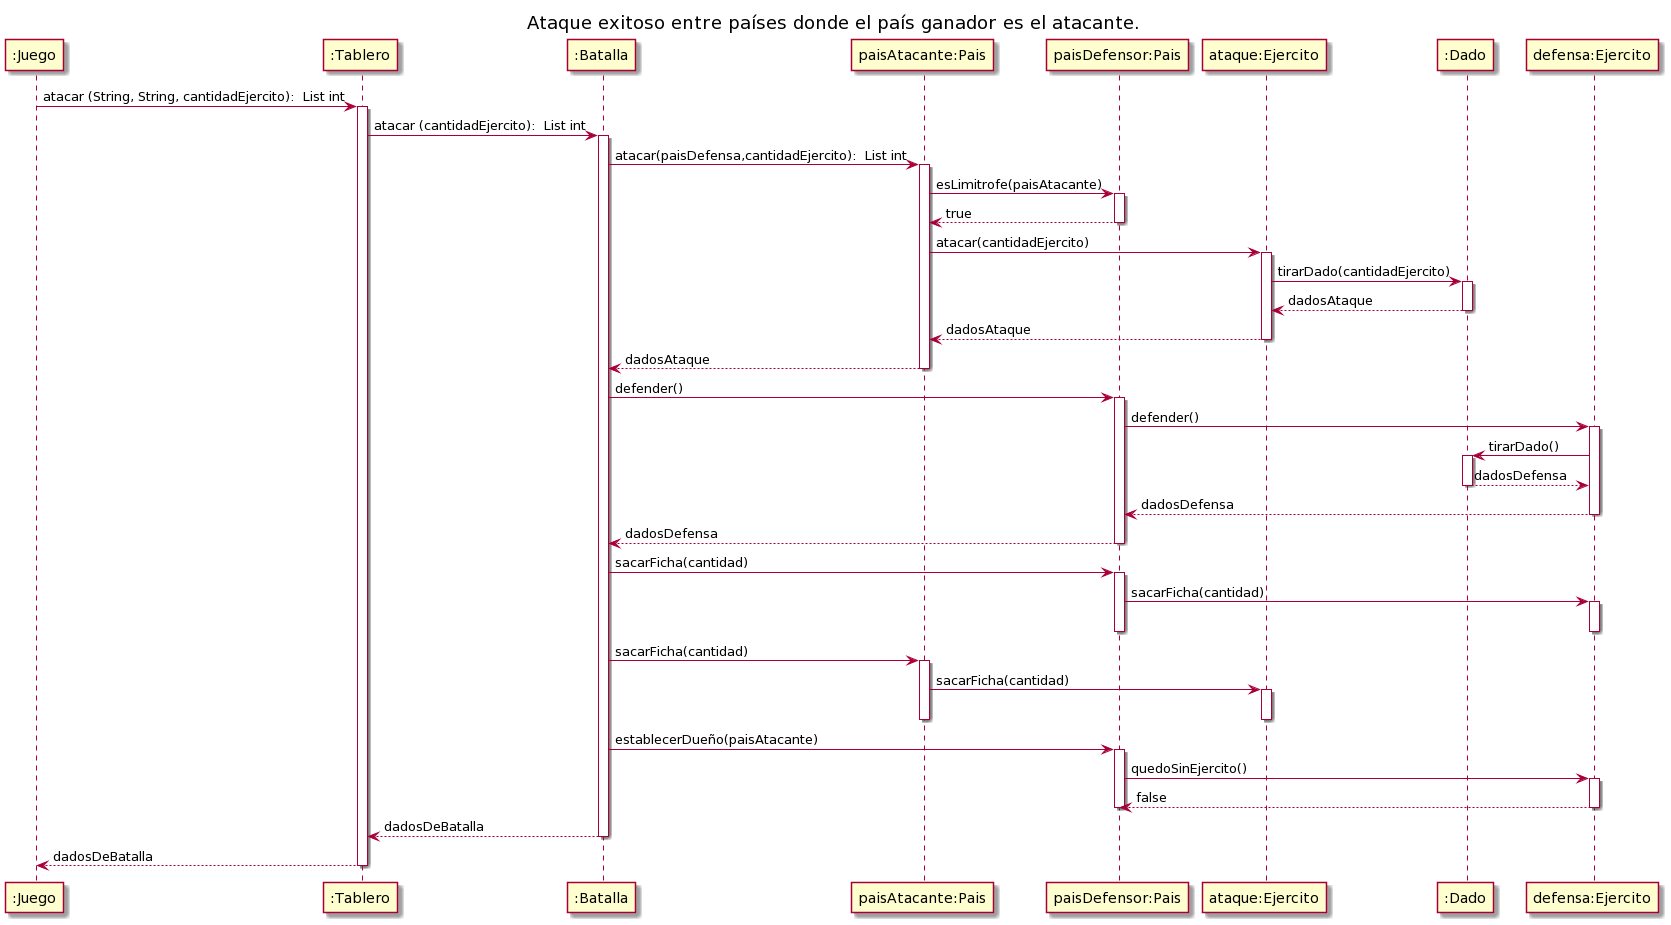 Ataque exitoso entre países donde el país ganador es el atacante.
:Juego :Tablero :Batalla paisAtacante:Pais paisDefensor:Pais ataque:Ejercito :Dado defensa:Ejercito
atacar (String, String, cantidadEjercito):  List int
atacar (cantidadEjercito):  List int
atacar(paisDefensa,cantidadEjercito):  List int
esLimitrofe(paisAtacante)
true
atacar(cantidadEjercito)
tirarDado(cantidadEjercito)
dadosAtaque
dadosAtaque
dadosAtaque
defender()
defender()
tirarDado()
dadosDefensa
dadosDefensa
dadosDefensa
sacarFicha(cantidad)
sacarFicha(cantidad)
sacarFicha(cantidad)
sacarFicha(cantidad)
establecerDueño(paisAtacante)
quedoSinEjercito()
false
dadosDeBatalla
dadosDeBatalla
:Juego :Tablero :Batalla paisAtacante:Pais paisDefensor:Pais ataque:Ejercito :Dado defensa:Ejercito